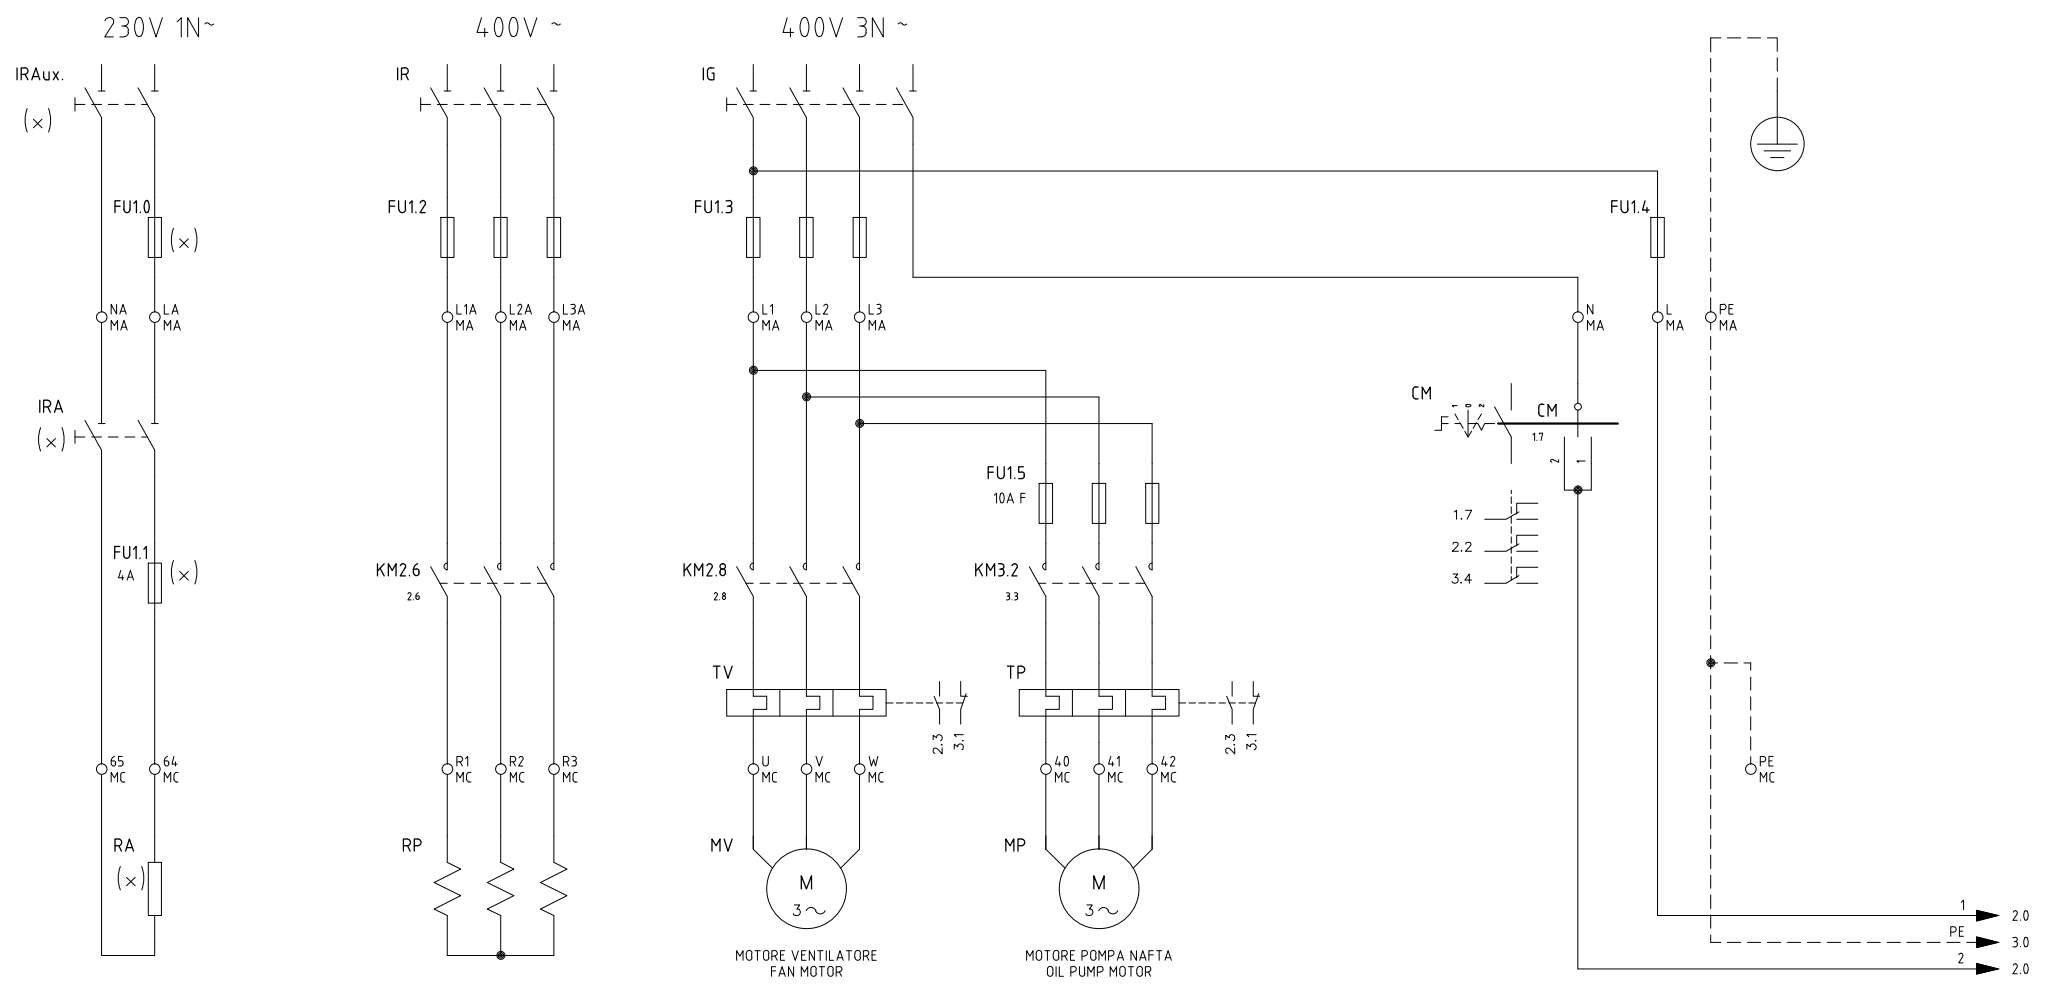 230V 1N~
400V ~
400V 3N ~
IRAux.
IR
IG
(x)
FU1.0
FU1.2
FU1.3
FU1.4
(x)
NA
MA
LA
MA
L1A
MA
L2A
MA
L3A
MA
L1
MA
L2
MA
L3
MA
N
MA
L
MA
PE
MA
IRA
(x)
CM
1 0 2
CM
1.7
2 1
FU1.5
10A F
1.7
2.2
3.4
FU1.1
4A
(x)
KM2.6
2.6
KM2.8
2.8
KM3.2
3.3
TV
TP
2.3
3.1
2.3
3.1
65
MC
64
MC
R1
MC
R2
MC
R3
MC
U
MC
V
MC
W
MC
40
MC
41
MC
42
MC
PE
MC
RA
(x)
RP
MV
MP
M
3~
M
3~
MOTORE VENTILATORE
FAN MOTOR
MOTORE POMPA NAFTA
OIL PUMP MOTOR
1 2.0
PE 3.0
2 2.0